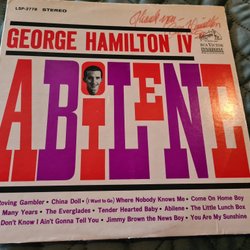 LSP-2778 STEREO
GEORGE HAMILTON IV
RCA VICTOR
ABILENE
Roving Gambler • China Doll • (I Want to Go) Where Nobody Knows Me • Come On Home Boy
Many Years • The Everglades • Tender Hearted Baby • Abilene • The Little Lunch Box
Don't Know I Ain't Gonna Tell You • Jimmy Brown the News Boy • You Are My Sunshine